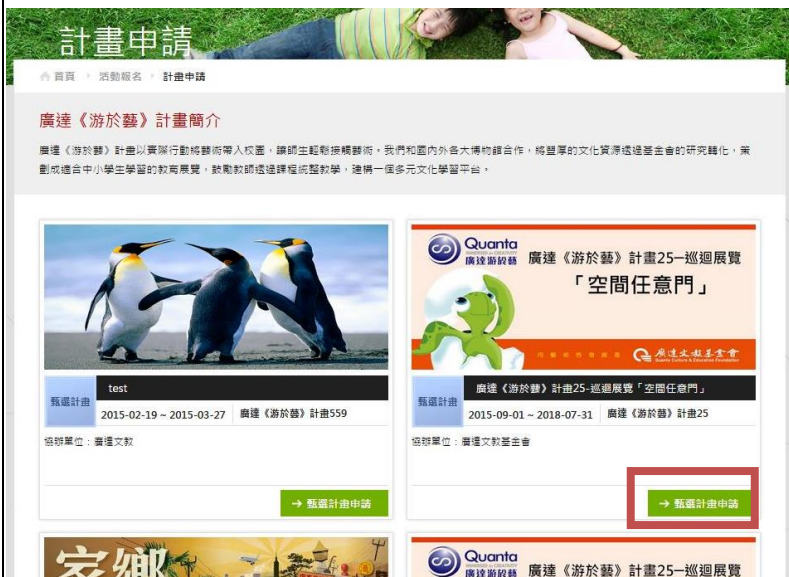 計畫申請
首頁 › 活動報名 › 計畫申請
廣達《游於藝》計畫簡介
廣達《游於藝》計畫以實際行動將藝術帶入校園，讓師生輕鬆接觸藝術。我們和國內外各大博物館合作，將豐厚的文化資源透過基金會的研究轉化，策
劃成適合中小學生學習的教育展覽，鼓勵教師透過課程統整教學，建構一個多元文化學習平台。
Quanta
廣達游於藝
廣達《游於藝》計畫25─巡迴展覽
「空間任意門」
廣達文教基金會
Quanta Culture & Education Foundation
甄選計畫
test
2015-02-19 ~ 2015-03-27
廣達《游於藝》計畫559
協辦單位：廣達文教
→ 甄選計畫申請
甄選計畫
廣達《游於藝》計畫25-巡迴展覽「空間任意門」
2015-09-01 ~ 2018-07-31
廣達《游於藝》計畫25
協辦單位：廣達文教基金會
→ 甄選計畫申請
家鄉
Quanta
廣達游於藝
廣達《游於藝》計畫25─巡迴展覽